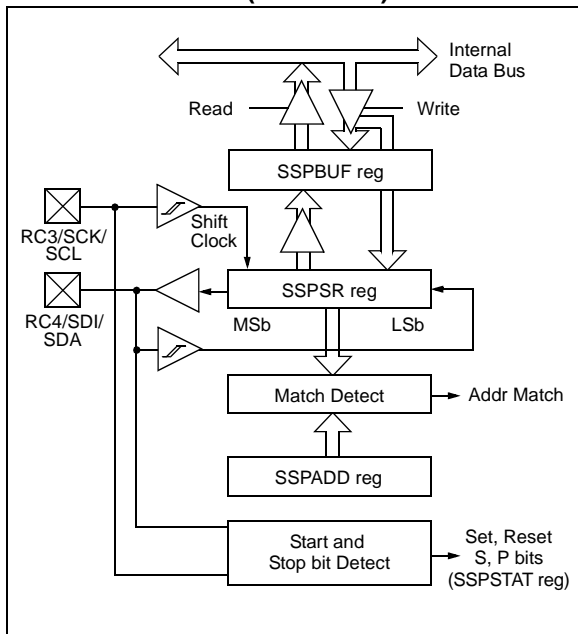 Internal
Data Bus
Read
Write
SSPBUF reg
RC3/SCK/
SCL
Shift
Clock
SSPSR reg
RC4/SDI/
SDA
MSb
LSb
Match Detect
Addr Match
SSPADD reg
Start and
Stop bit Detect
Set, Reset
S, P bits
(SSPSTAT reg)